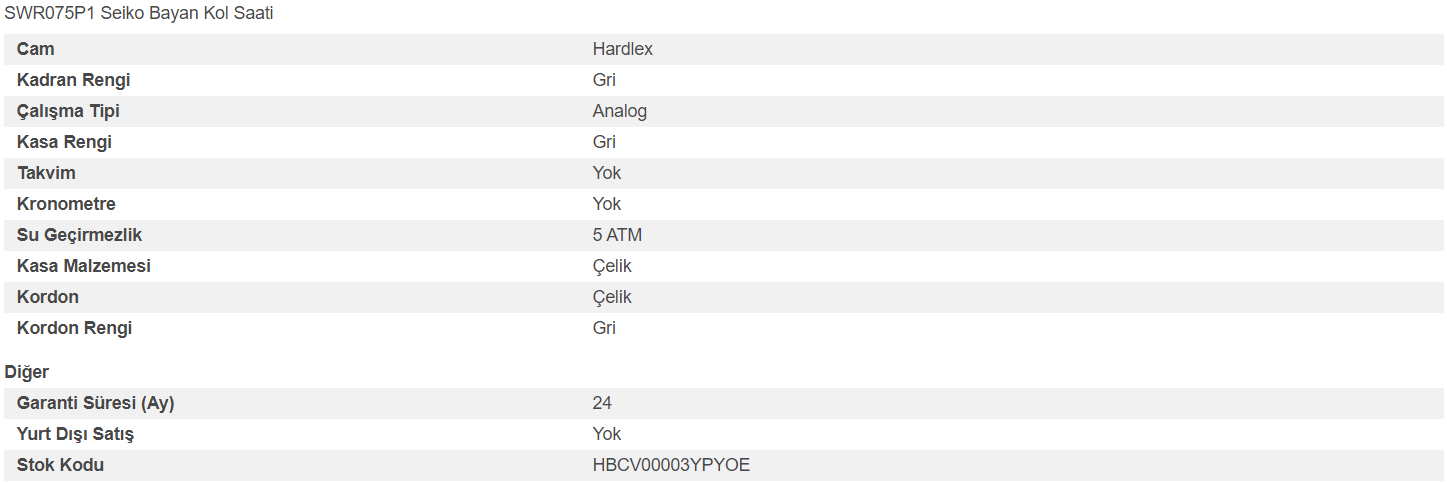 SWR075P1 Seiko Bayan Kol Saati
Cam Hardlex
Kadran Rengi Gri
Çalışma Tipi Analog
Kasa Rengi Gri
Takvim Yok
Kronometre Yok
Su Geçirmezlik 5 ATM
Kasa Malzemesi Çelik
Kordon Çelik
Kordon Rengi Gri
Diğer
Garanti Süresi (Ay) 24
Yurt Dışı Satış Yok
Stok Kodu HBCV00003YPYOE